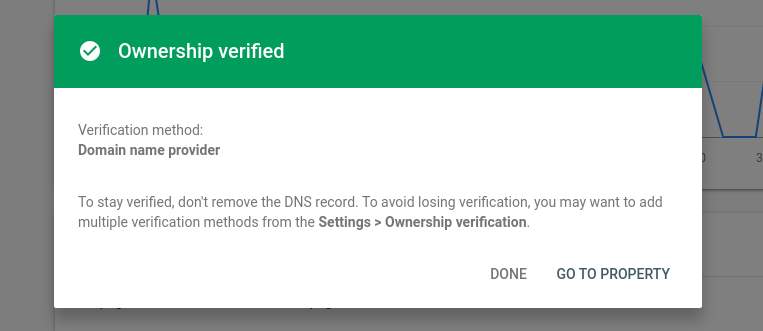 Ownership verified
Verification method:
Domain name provider
To stay verified, don't remove the DNS record. To avoid losing verification, you may want to add
multiple verification methods from the Settings > Ownership verification.
DONE GO TO PROPERTY